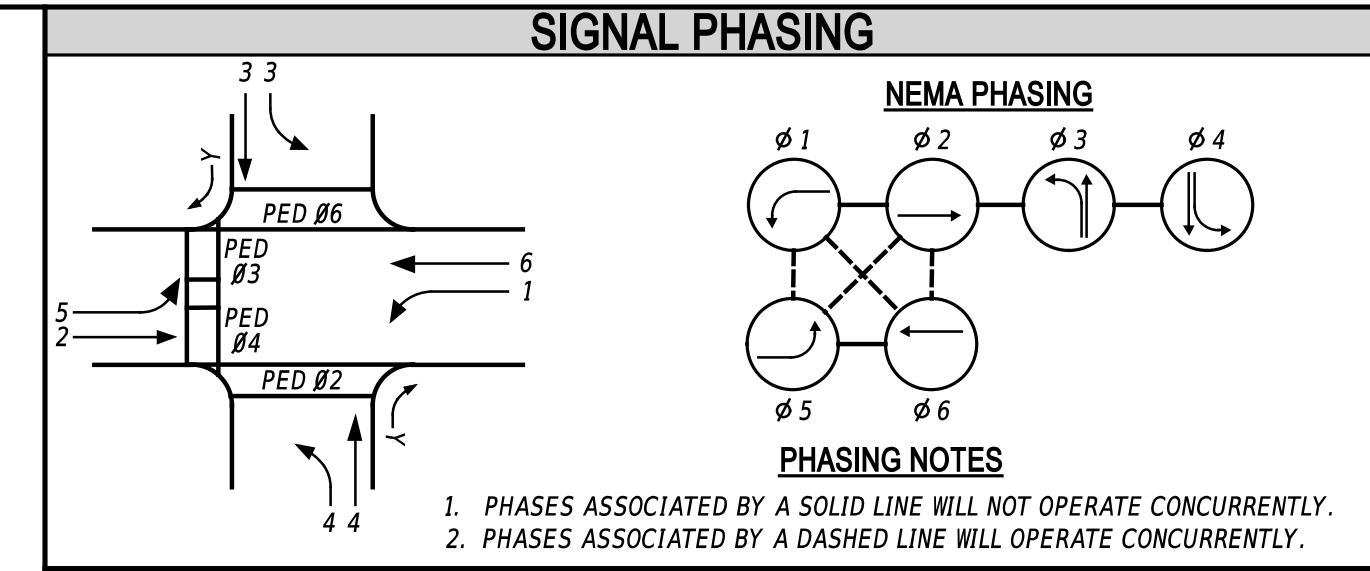 SIGNAL PHASING
3 3
Y
PED Ø6
PED
Ø3
6
1
5
2
PED
Ø4
PED Ø2
Y
4 4
NEMA PHASING
ø 1
ø 2
ø 3
ø 4
ø 5
ø 6
PHASING NOTES
1. PHASES ASSOCIATED BY A SOLID LINE WILL NOT OPERATE CONCURRENTLY.
2. PHASES ASSOCIATED BY A DASHED LINE WILL OPERATE CONCURRENTLY.